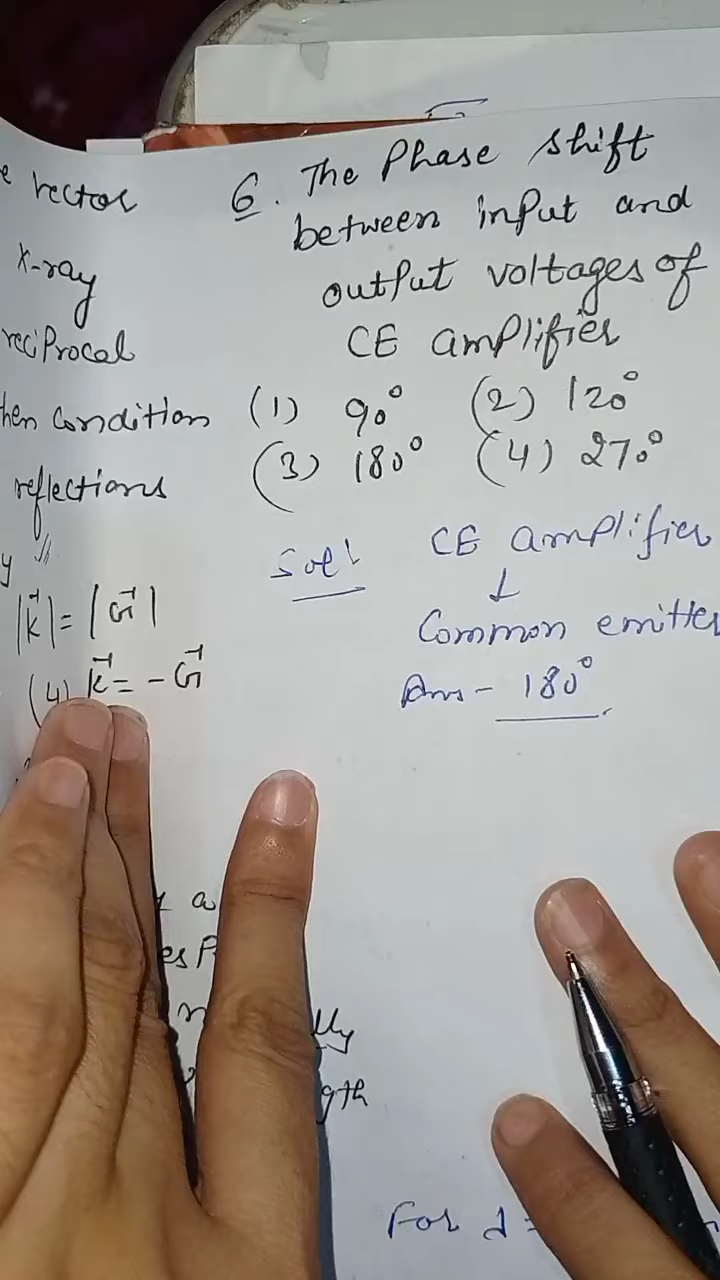 vector
x-ray
reciprocal
condition
reflections
|k⃗| = |G⃗|
(4) k⃗ = - G⃗
a
gth
6. The Phase shift
between input and
output voltages of
CE amplifier
(1) 90° (2) 120°
(3) 180° (4) 270°
Sol!
CE amplifier
↓
Common emitter
Ans - 180°
For